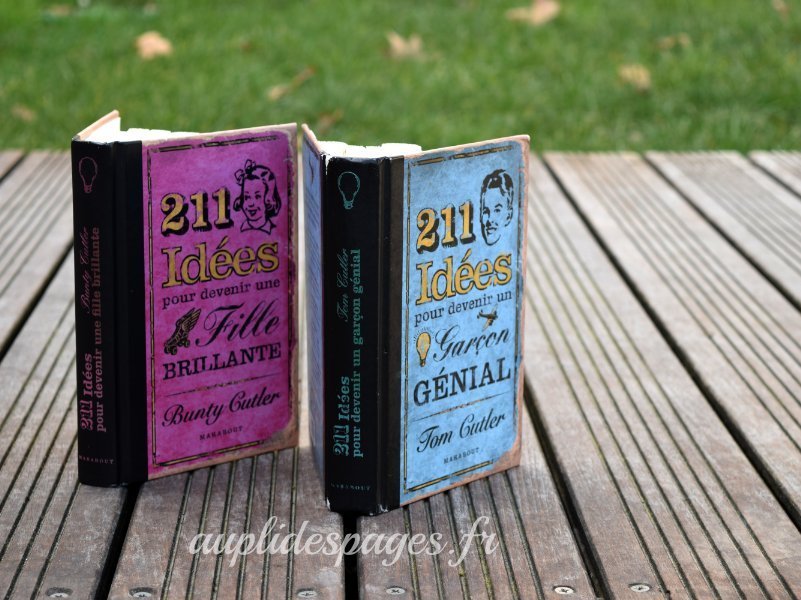 211 Idées
pour devenir une fille brillante
Bunty Cutler
MARABOUT
211
Idées
pour devenir une
Fille
BRILLANTE
Bunty Cutler
MARABOUT
211 Idées
pour devenir un garçon génial
Tom Cutler
MARABOUT
211
Idées
pour devenir un
Garçon
GÉNIAL
Tom Cutler
MARABOUT
auplidespages.fr